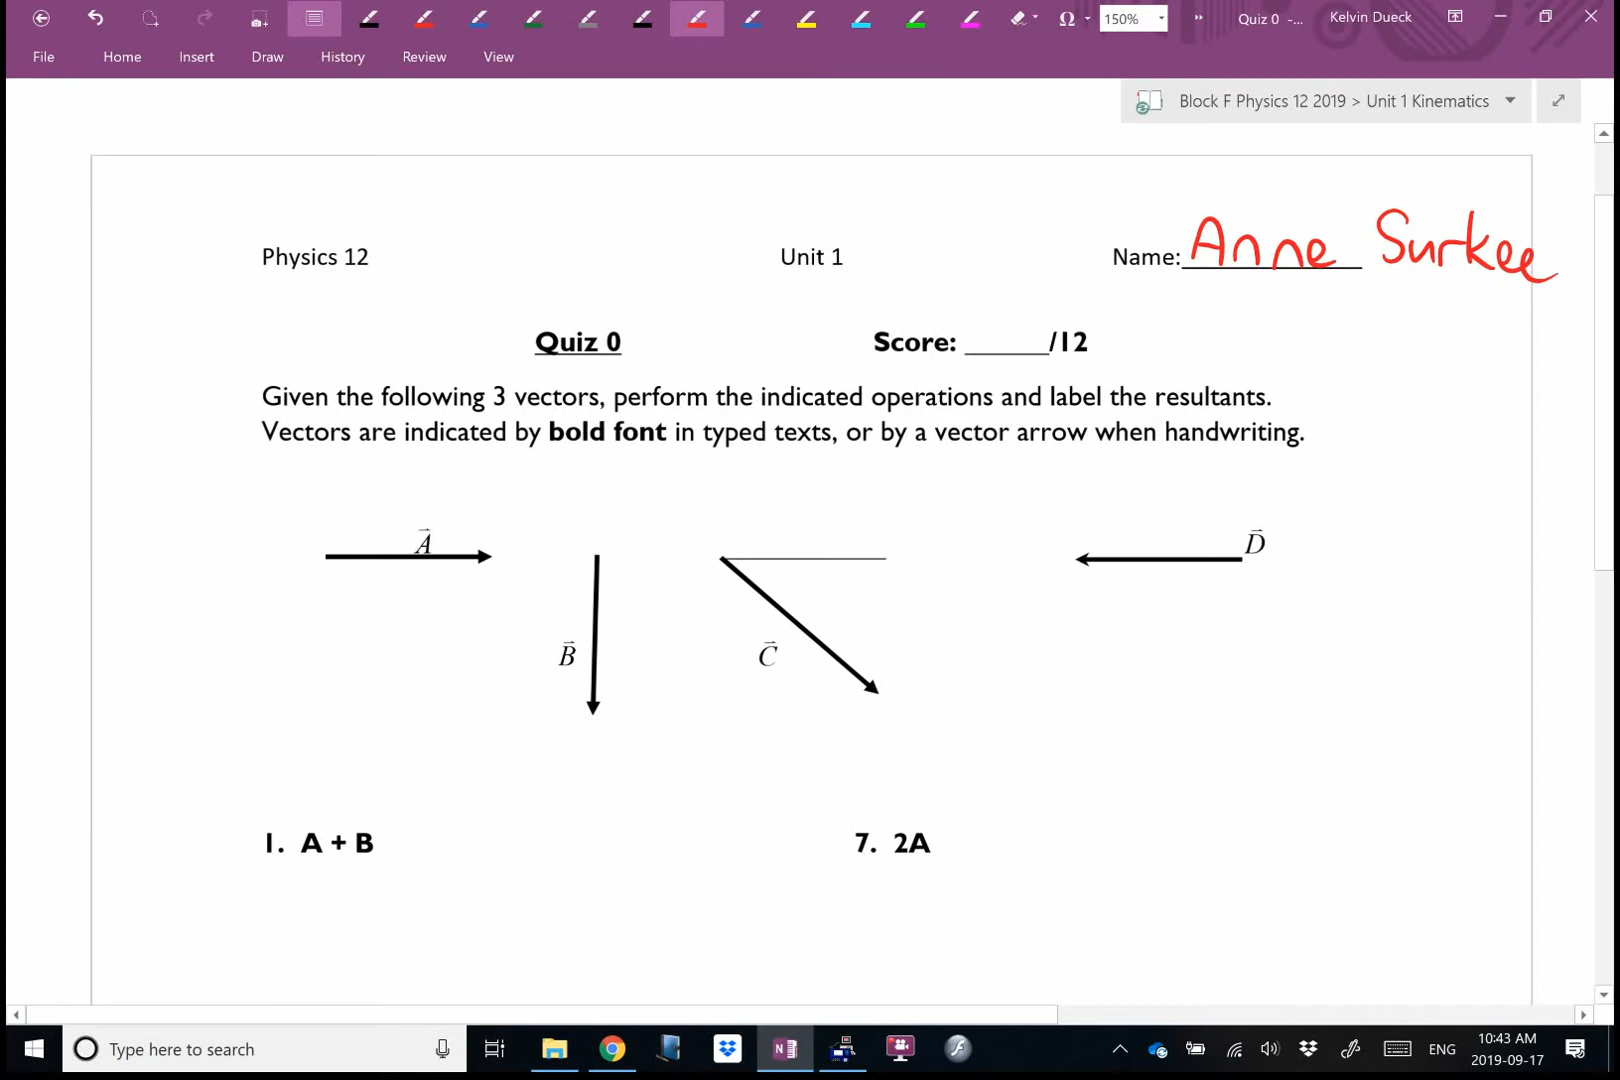 150%
Quiz 0 -...
Kelvin Dueck
File Home Insert Draw History Review View
Block F Physics 12 2019 > Unit 1 Kinematics
Physics 12 Unit 1 Name: Anne Surkee
Quiz 0 Score: ______/12
Given the following 3 vectors, perform the indicated operations and label the resultants.
Vectors are indicated by bold font in typed texts, or by a vector arrow when handwriting.
A⃗
D⃗
B⃗
C⃗
1. A + B 7. 2A
Type here to search
ENG
10:43 AM
2019-09-17